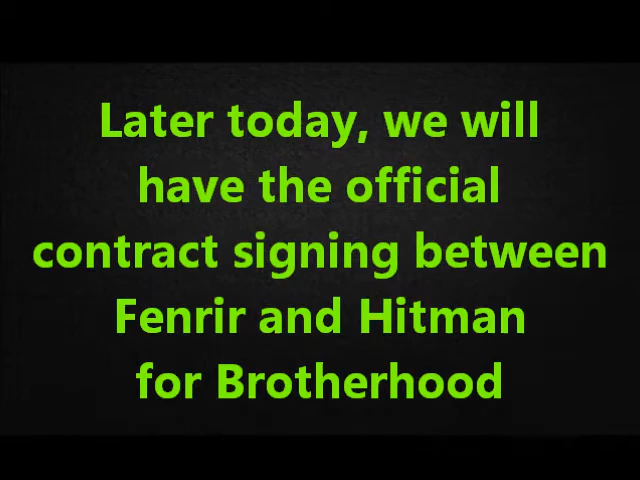 Later today, we will
have the official
contract signing between
Fenrir and Hitman
for Brotherhood